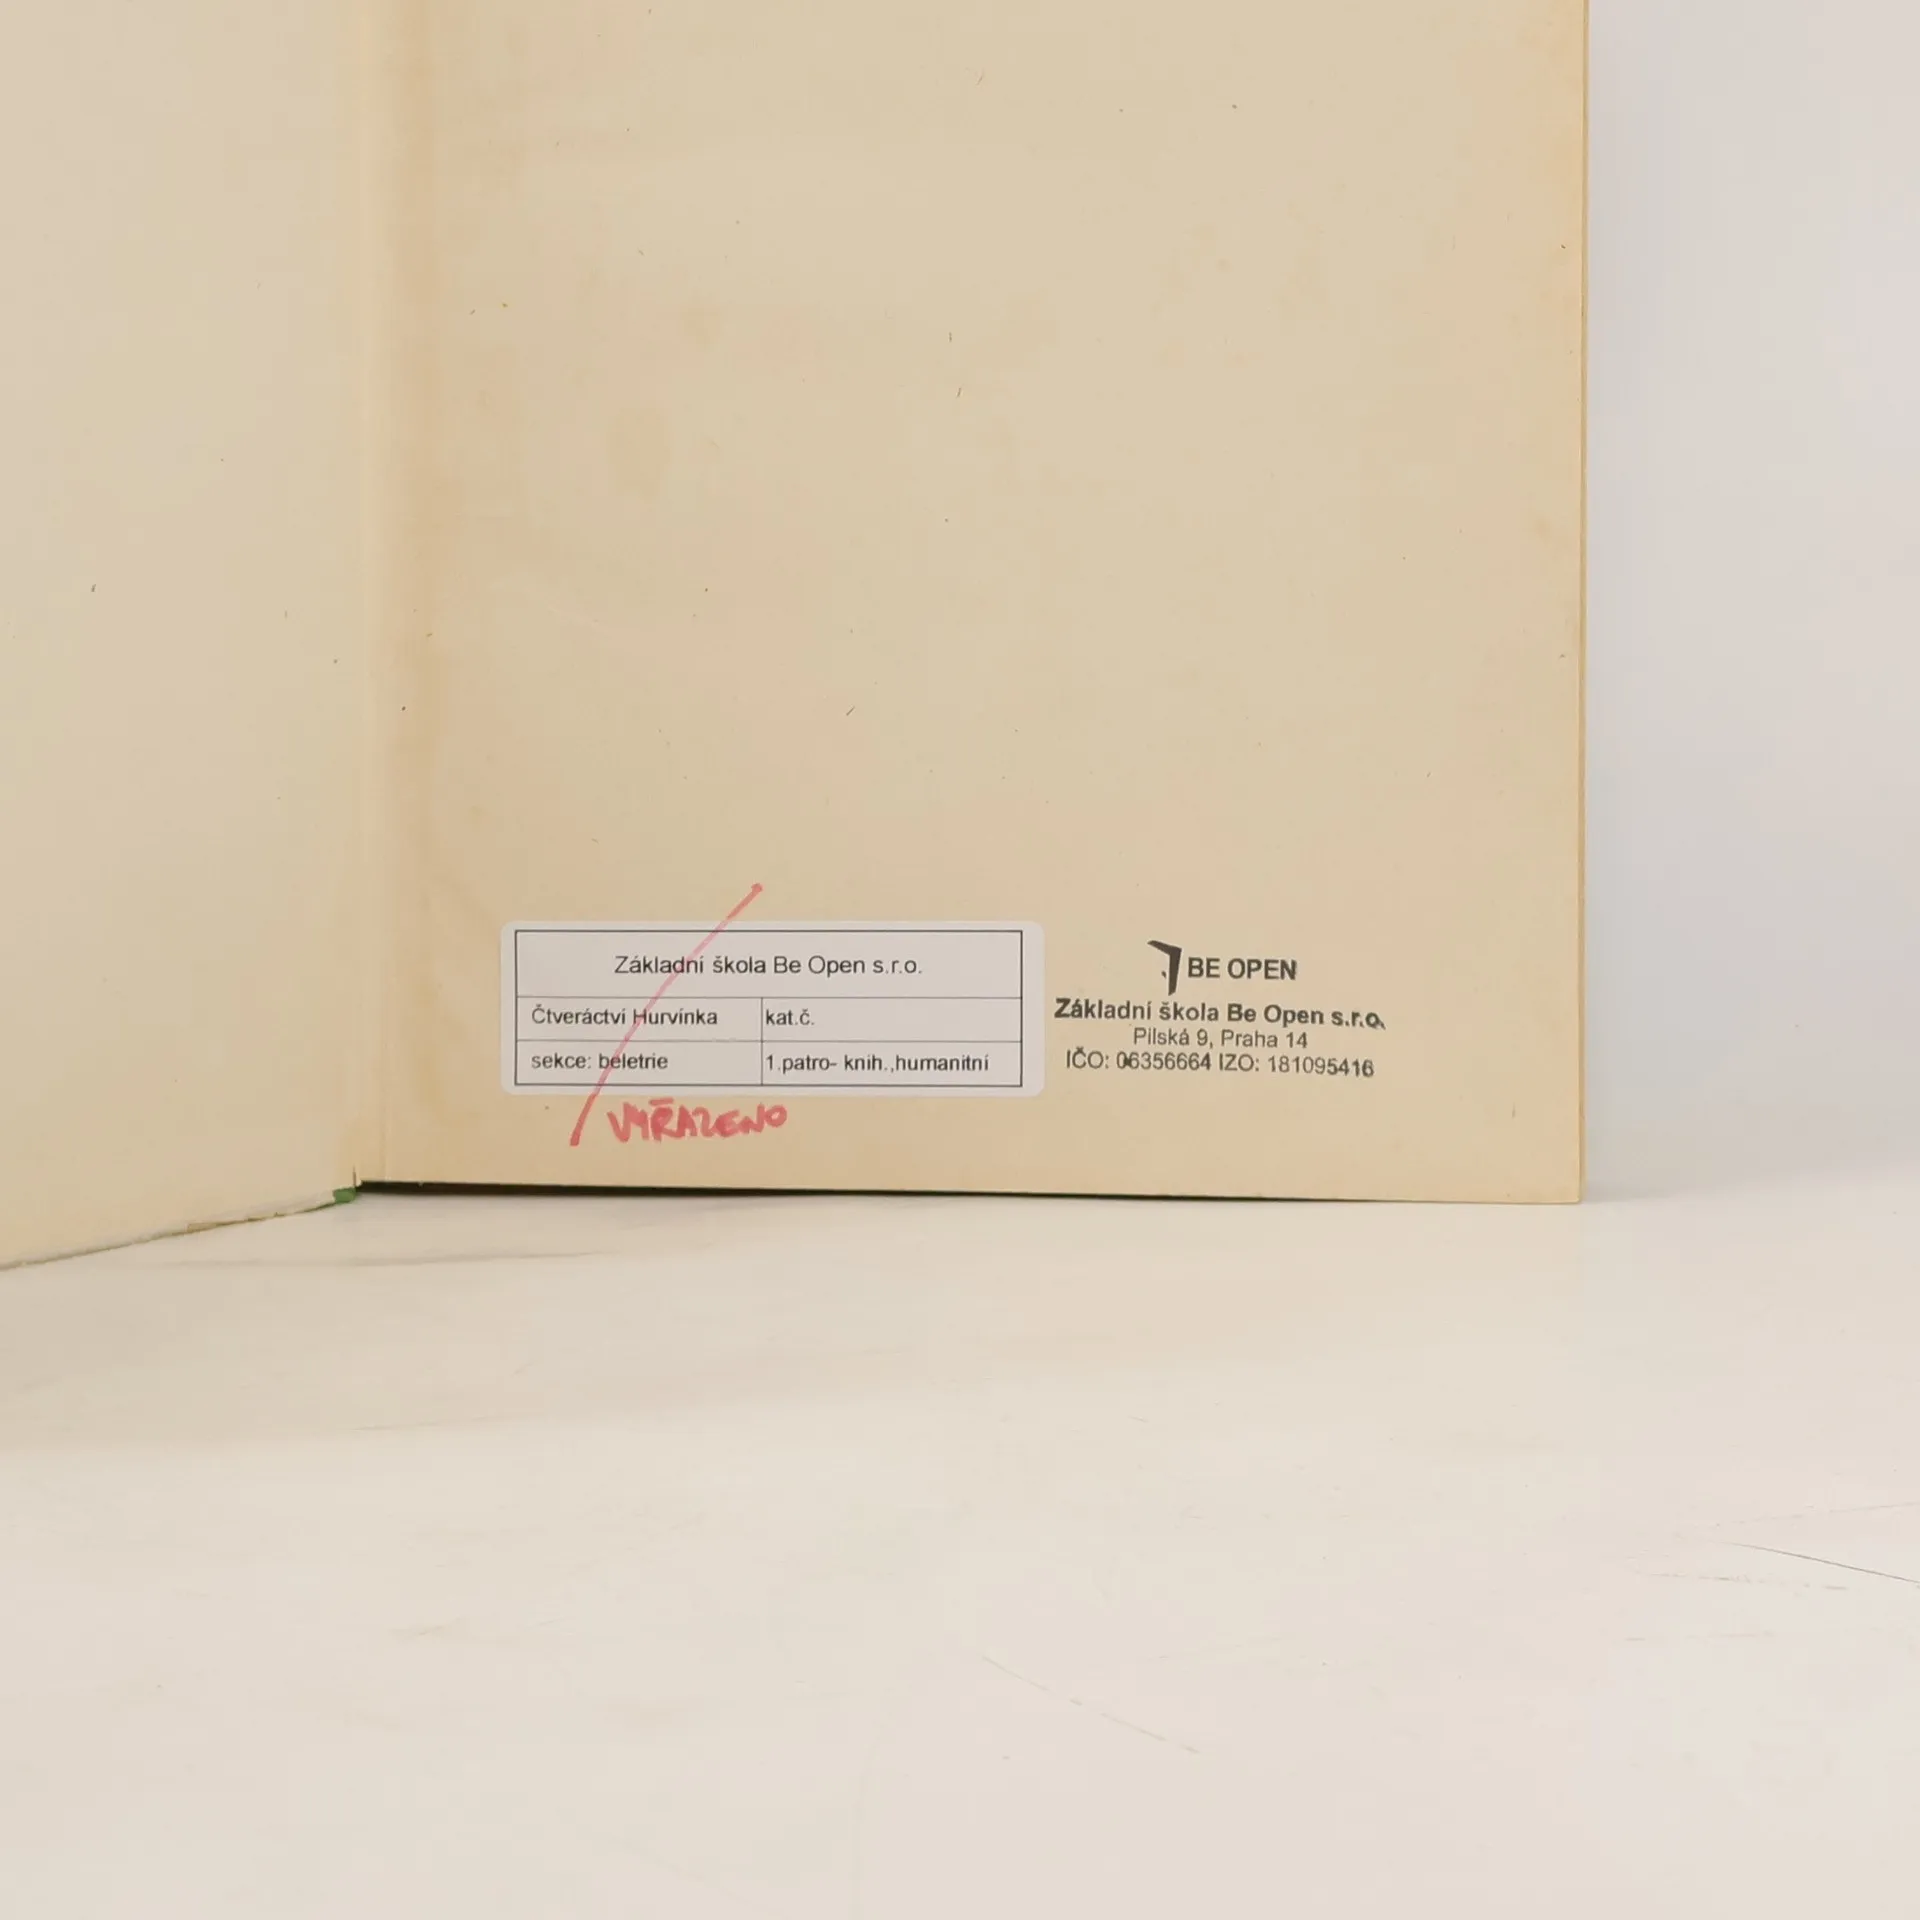 Základní škola Be Open s.r.o.
Čtveráctví Hurvínka kat.č.
sekce: beletrie 1.patro- knih.,humanitní
VYŘAZENO
BE OPEN
Základní škola Be Open s.r.o.
Pilská 9, Praha 14
IČO: 06356664 IZO: 181095416